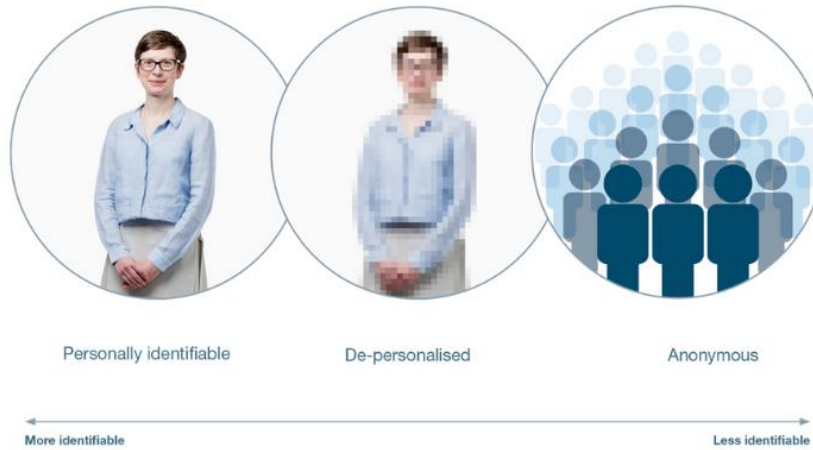 Personally identifiable
De-personalised
Anonymous
More identifiable
Less identifiable